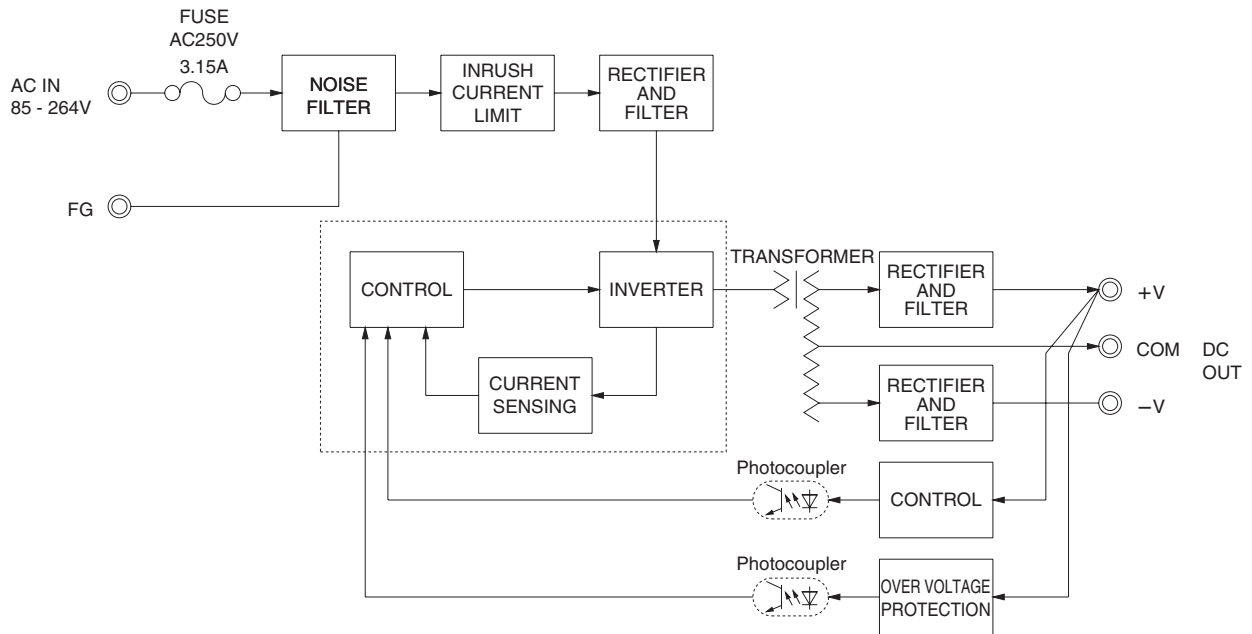 FUSE
AC250V
3.15A
AC IN
85 - 264V
NOISE
FILTER
INRUSH
CURRENT
LIMIT
RECTIFIER
AND
FILTER
FG
CONTROL
INVERTER
CURRENT
SENSING
TRANSFORMER
RECTIFIER
AND
FILTER
+V
COM
DC
OUT
RECTIFIER
AND
FILTER
−V
Photocoupler
CONTROL
Photocoupler
OVER VOLTAGE
PROTECTION